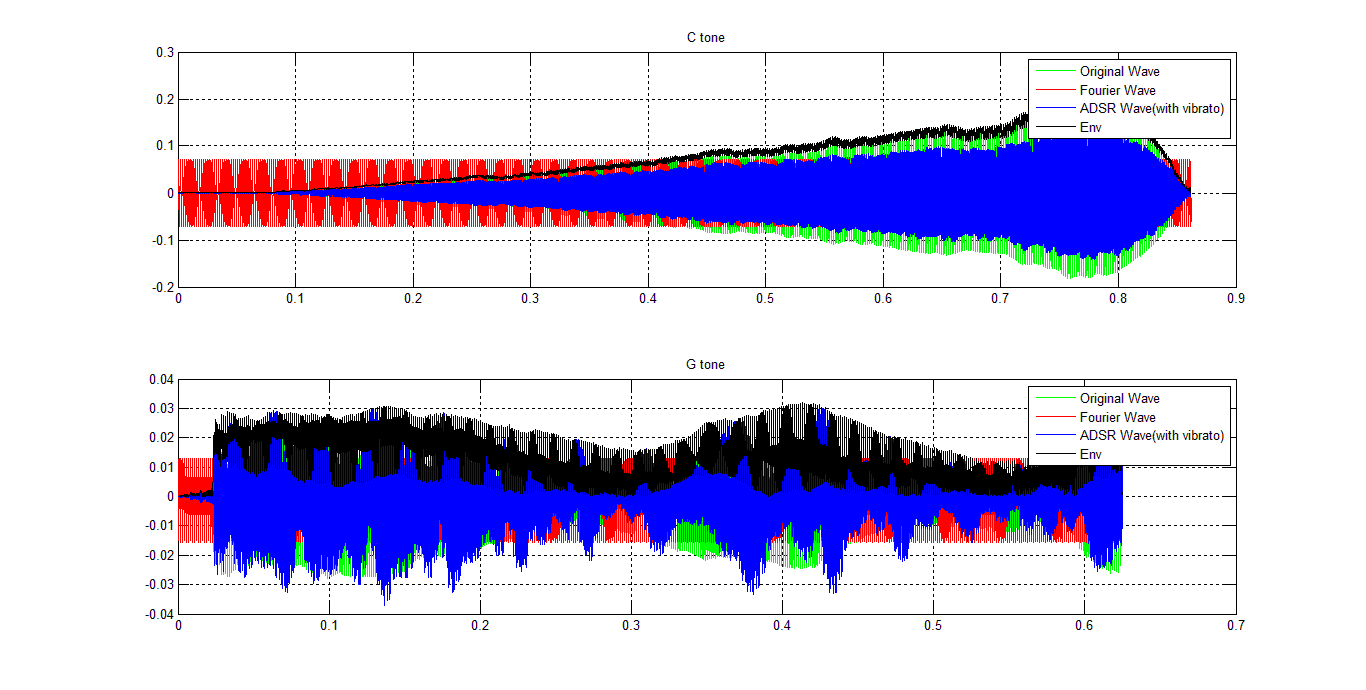 C tone
0.3
0.2
0.1
0
-0.1
-0.2
Original Wave
Fourier Wave
ADSR Wave(with vibrato)
Env
0 0.1 0.2 0.3 0.4 0.5 0.6 0.7 0.8 0.9
G tone
0.04
0.03
0.02
0.01
0
-0.01
-0.02
-0.03
-0.04
Original Wave
Fourier Wave
ADSR Wave(with vibrato)
Env
0 0.1 0.2 0.3 0.4 0.5 0.6 0.7